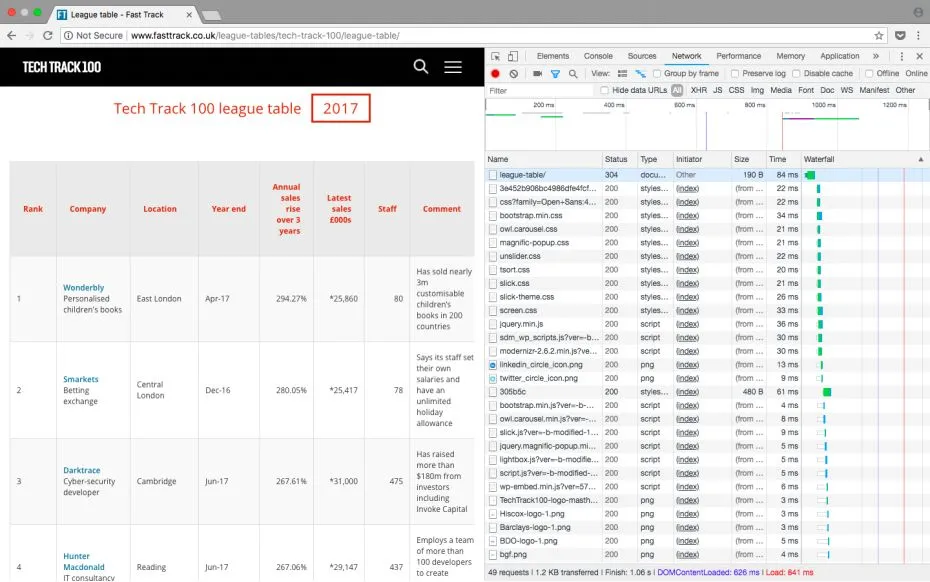 League table - Fast Track
Not Secure | www.fasttrack.co.uk/league-tables/tech-track-100/league-table/
TECH TRACK100
Tech Track 100 league table 2017
Rank Company Location Year end Annual sales rise over 3 years Latest sales £000s Staff Comment
1 Wonderbly Personalised children's books East London Apr-17 294.27% *25,860 80 Has sold nearly 3m customisable children's books in 200 countries
2 Smarkets Betting exchange Central London Dec-16 280.05% *25,417 78 Says its staff set their own salaries and have an unlimited holiday allowance
3 Darktrace Cyber-security developer Cambridge Jun-17 267.61% *31,000 475 Has raised more than $180m from investors including Invoke Capital
4 Hunter Macdonald IT consultancy Reading Jun-17 267.06% *29,147 437 Employs a team of more than 100 developers to create
Elements Console Sources Network Performance Memory Application »
View: Group by frame Preserve log Disable cache Offline Online
Filter Hide data URLs All XHR JS CSS Img Media Font Doc WS Manifest Other
200 ms 400 ms 600 ms 800 ms 1000 ms 1200 ms
Name Status Type Initiator Size Time Waterfall
league-table/ 304 docu... Other 190 B 84 ms
3e452b906bc4986dfe4fcf... 200 styles... (index) (from ... 22 ms
css?family=Open+Sans:4... 200 styles... (index) (from ... 22 ms
bootstrap.min.css 200 styles... (index) (from ... 34 ms
owl.carousel.css 200 styles... (index) (from ... 21 ms
magnific-popup.css 200 styles... (index) (from ... 21 ms
unslider.css 200 styles... (index) (from ... 22 ms
tsort.css 200 styles... (index) (from ... 20 ms
slick.css 200 styles... (index) (from ... 21 ms
slick-theme.css 200 styles... (index) (from ... 26 ms
screen.css 200 styles... (index) (from ... 33 ms
jquery.min.js 200 script (index) (from ... 36 ms
sdm_wp_scripts.js?ver=-b... 200 script (index) (from ... 30 ms
modernizr-2.6.2.min.js?ve... 200 script (index) (from ... 30 ms
linkedin_circle_icon.png 200 png (index) (from ... 13 ms
twitter_circle_icon.png 200 png (index) (from ... 9 ms
305b5c 200 styles... (index) 480 B 61 ms
bootstrap.min.js?ver=-b-... 200 script (index) (from ... 4 ms
owl.carousel.min.js?ver=-... 200 script (index) (from ... 8 ms
slick.js?ver=-b-modified-1... 200 script (index) (from ... 9 ms
jquery.magnific-popup.mi... 200 script (index) (from ... 5 ms
lightbox.js?ver=-b-modifie... 200 script (index) (from ... 5 ms
script.js?ver=-b-modified-... 200 script (index) (from ... 5 ms
wp-embed.min.js?ver=57... 200 script (index) (from ... 6 ms
TechTrack100-logo-masth... 200 png (index) (from ... 3 ms
Hiscox-logo-1.png 200 png (index) (from ... 3 ms
Barclays-logo-1.png 200 png (index) (from ... 3 ms
BDO-logo-1.png 200 png (index) (from ... 5 ms
bgf.png 200 png (index) (from ... 4 ms
49 requests | 1.2 KB transferred | Finish: 1.06 s | DOMContentLoaded: 626 ms | Load: 841 ms